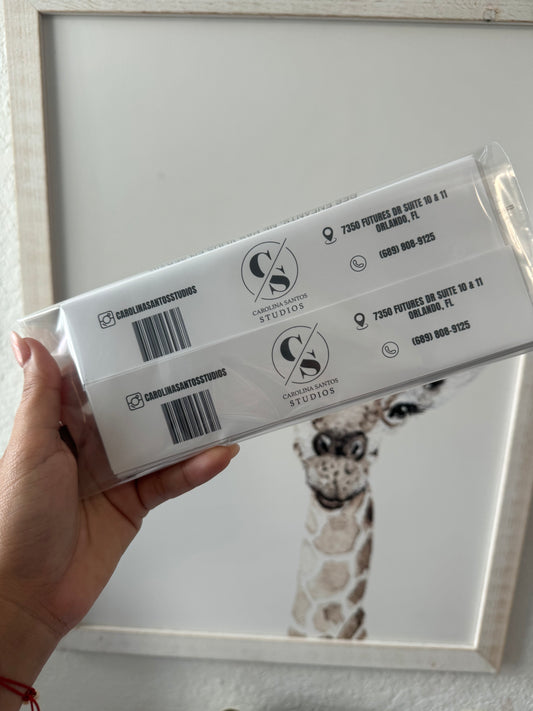 CAROLINASANTOSSTUDIOS
CS
CAROLINA SANTOS
STUDIOS
7350 FUTURES DR SUITE 10 & 11
ORLANDO, FL
(689) 808-9125
CAROLINASANTOSSTUDIOS
CS
CAROLINA SANTOS
STUDIOS
7350 FUTURES DR SUITE 10 & 11
ORLANDO, FL
(689) 808-9125